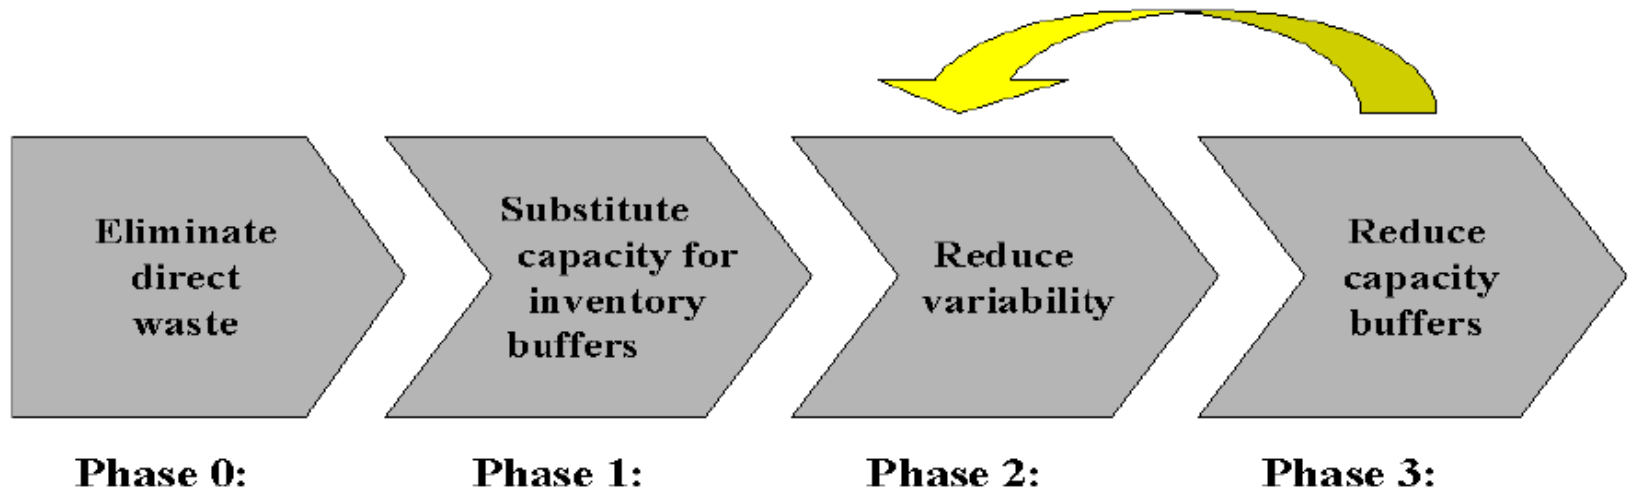 Eliminate
direct
waste
Substitute
capacity for
inventory
buffers
Reduce
variability
Reduce
capacity
buffers
Phase 0:
Phase 1:
Phase 2:
Phase 3: